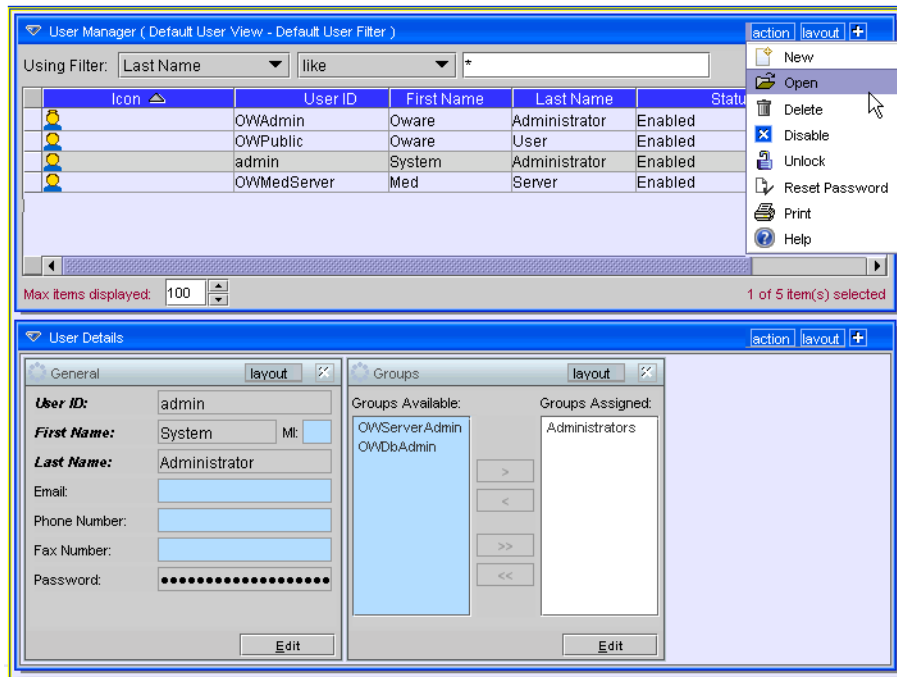 User Manager ( Default User View - Default User Filter )
action layout
Using Filter: Last Name like *
Icon User ID First Name Last Name Statu
OWAdmin Oware Administrator Enabled
OWPublic Oware User Enabled
admin System Administrator Enabled
OWMedServer Med Server Enabled
New
Open
Delete
Disable
Unlock
Reset Password
Print
Help
Max items displayed: 100 1 of 5 item(s) selected
User Details action layout
General layout
User ID: admin
First Name: System MI:
Last Name: Administrator
Email:
Phone Number:
Fax Number:
Password: ●●●●●●●●●●●●●●●●●●●
Edit
Groups layout
Groups Available: Groups Assigned:
OWServerAdmin Administrators
OWDbAdmin
>
<
>>
<<
Edit